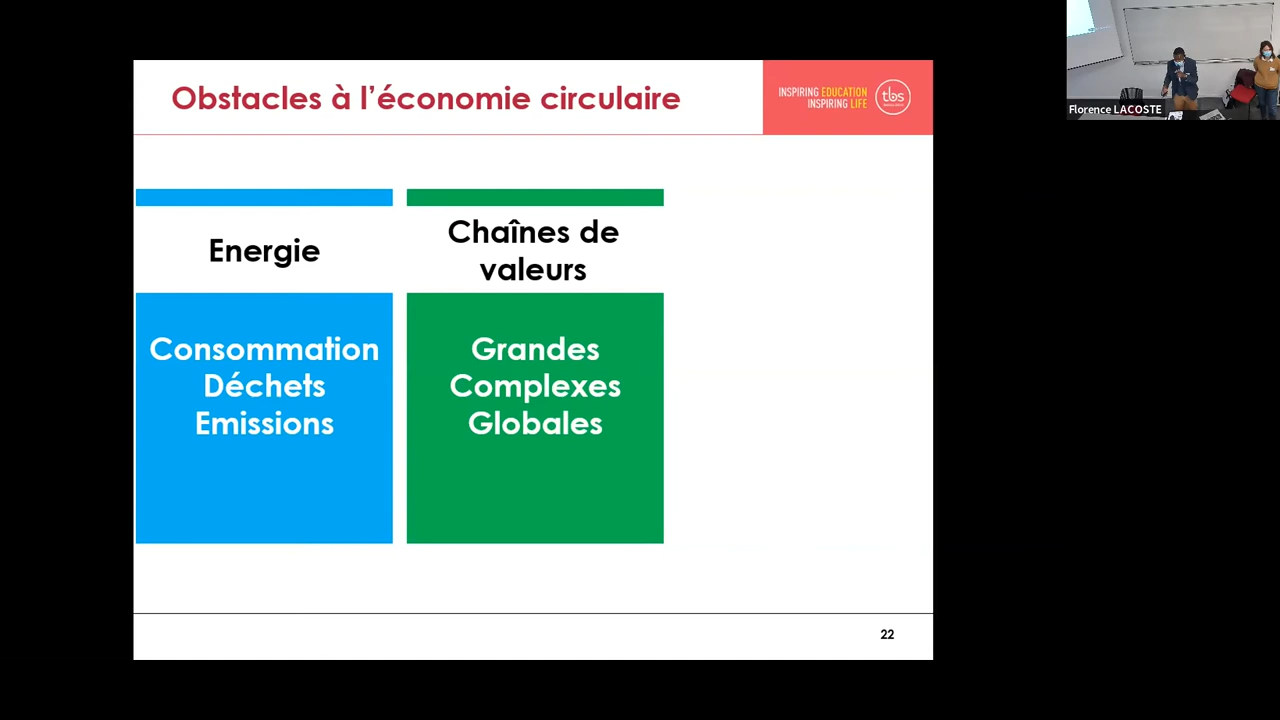 Obstacles à l'économie circulaire
INSPIRING EDUCATION
INSPIRING LIFE
tbs
Energie
Chaînes de
valeurs
Consommation
Déchets
Emissions
Grandes
Complexes
Globales
22
Florence LACOSTE